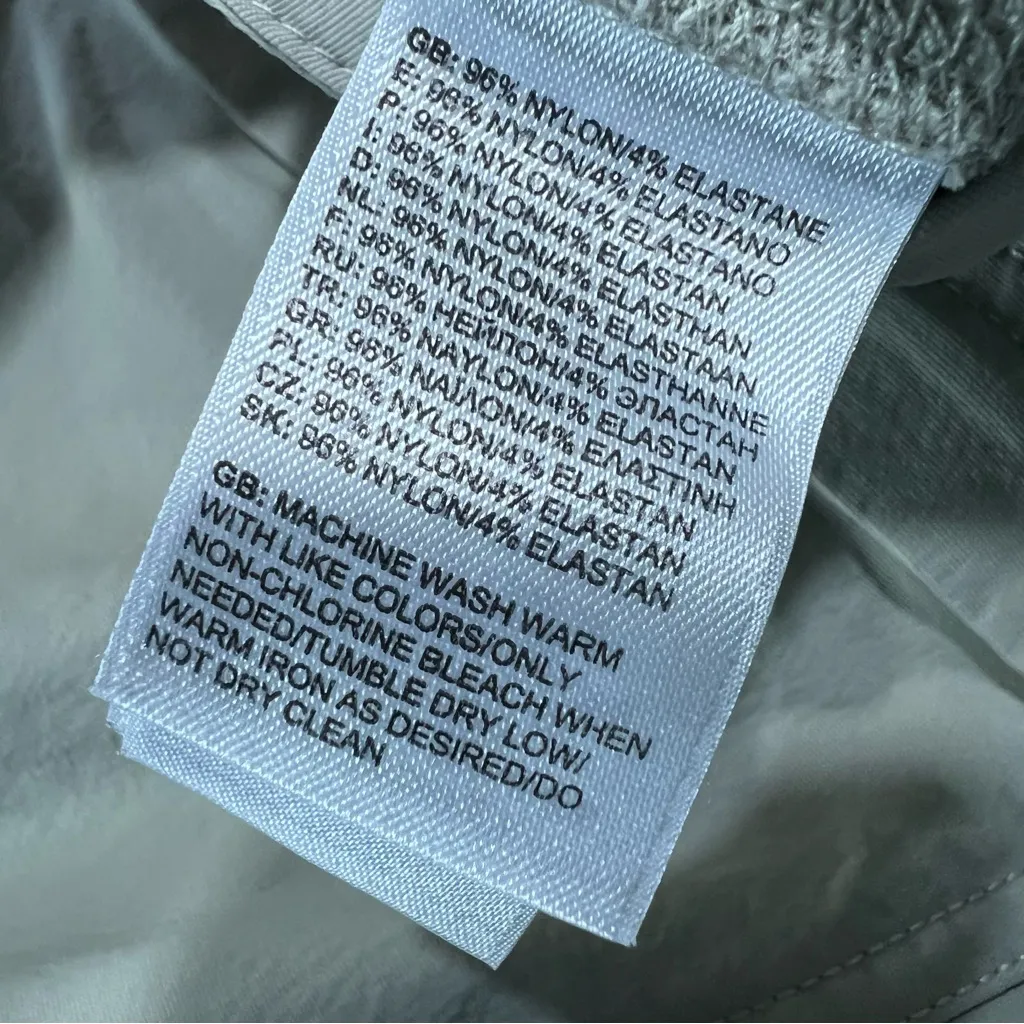 GB: 96% NYLON/4% ELASTANE
E: 96% NYLON/4% ELASTANO
P: 96% NYLON/4% ELASTANO
I: 96% NYLON/4% ELASTAN
D: 96% NYLON/4% ELASTHAN
NL: 96% NYLON/4% ELASTAAN
F: 96% NYLON/4% ELASTHANNE
RU: 96% НЕЙЛОН/4% ЭЛАСТАН
TR: 96% NAYLON/4% ELASTAN
GR: 96% ΝΑΪΛΟΝ/4% ΕΛΑΣΤΙΝΗ
PL: 96% NYLON/4% ELASTAN
CZ: 96% NYLON/4% ELASTAN
SK: 96% NYLON/4% ELASTAN
GB: MACHINE WASH WARM
WITH LIKE COLORS/ONLY
NON-CHLORINE BLEACH WHEN
NEEDED/TUMBLE DRY LOW/
WARM IRON AS DESIRED/DO
NOT DRY CLEAN